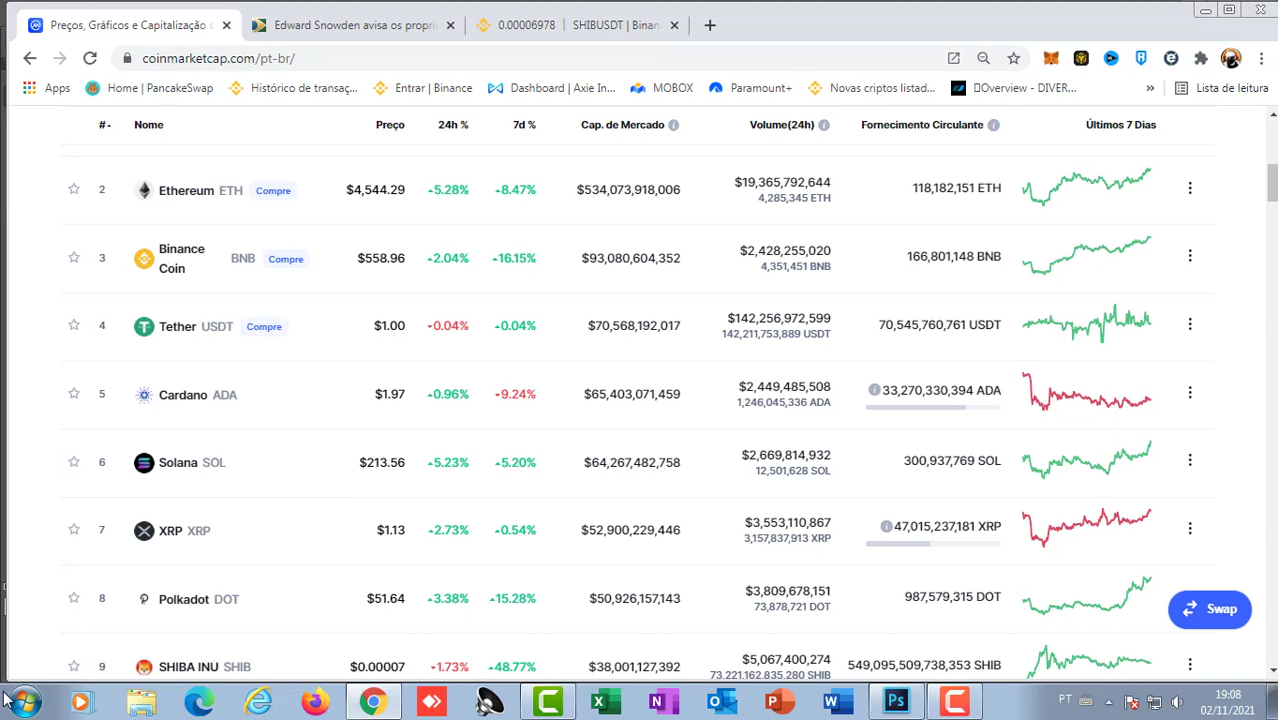 Preços, Gráficos e Capitalização d
Edward Snowden avisa os propri
0.00006978 | SHIBUSDT | Binan
coinmarketcap.com/pt-br/
Apps
Home | PancakeSwap
Histórico de transaç...
Entrar | Binance
Dashboard | Axie In...
MOBOX
Paramount+
Novas criptos listad...
Overview - DIVER...
»
Lista de leitura
# Nome Preço 24h % 7d % Cap. de Mercado Volume(24h) Fornecimento Circulante Últimos 7 Dias
2 Ethereum ETH Compre $4,544.29 5.28% 8.47% $534,073,918,006 $19,365,792,644 118,182,151 ETH
4,285,345 ETH
3 Binance Coin BNB Compre $558.96 2.04% 16.15% $93,080,604,352 $2,428,255,020 166,801,148 BNB
4,351,451 BNB
4 Tether USDT Compre $1.00 0.04% 0.04% $70,568,192,017 $142,256,972,599 70,545,760,761 USDT
142,211,753,889 USDT
5 Cardano ADA $1.97 0.96% 9.24% $65,403,071,459 $2,449,485,508 33,270,330,394 ADA
1,246,045,336 ADA
6 Solana SOL $213.56 5.23% 5.20% $64,267,482,758 $2,669,814,932 300,937,769 SOL
12,501,628 SOL
7 XRP XRP $1.13 2.73% 0.54% $52,900,229,446 $3,553,110,867 47,015,237,181 XRP
3,157,837,913 XRP
8 Polkadot DOT $51.64 3.38% 15.28% $50,926,157,143 $3,809,678,151 987,579,315 DOT
73,878,721 DOT
Swap
9 SHIBA INU SHIB $0.00007 1.73% 48.77% $38,001,127,392 $5,067,400,274 549,095,509,738,353 SHIB
73,221,162,835,280 SHIB
PT
19:08
02/11/2021